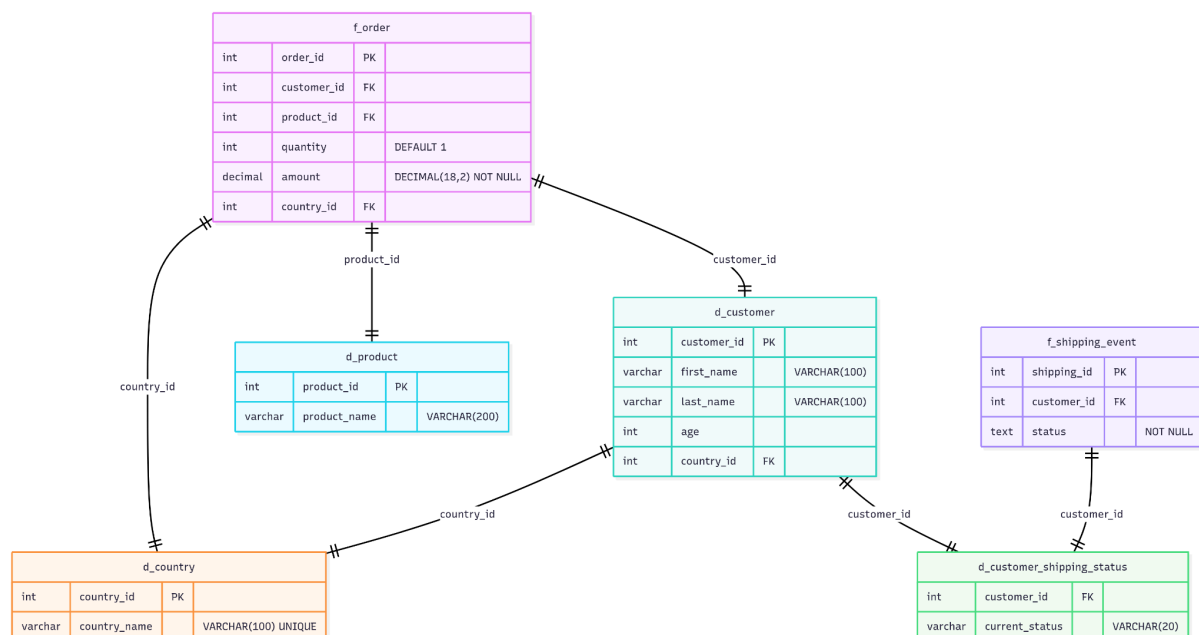 f_order
int order_id PK
int customer_id FK
int product_id FK
int quantity DEFAULT 1
decimal amount DECIMAL(18,2) NOT NULL
int country_id FK
product_id
customer_id
country_id
d_product
int product_id PK
varchar product_name VARCHAR(200)
d_customer
int customer_id PK
varchar first_name VARCHAR(100)
varchar last_name VARCHAR(100)
int age
int country_id FK
f_shipping_event
int shipping_id PK
int customer_id FK
text status NOT NULL
country_id
customer_id
customer_id
d_country
int country_id PK
varchar country_name VARCHAR(100) UNIQUE
d_customer_shipping_status
int customer_id FK
varchar current_status VARCHAR(20)